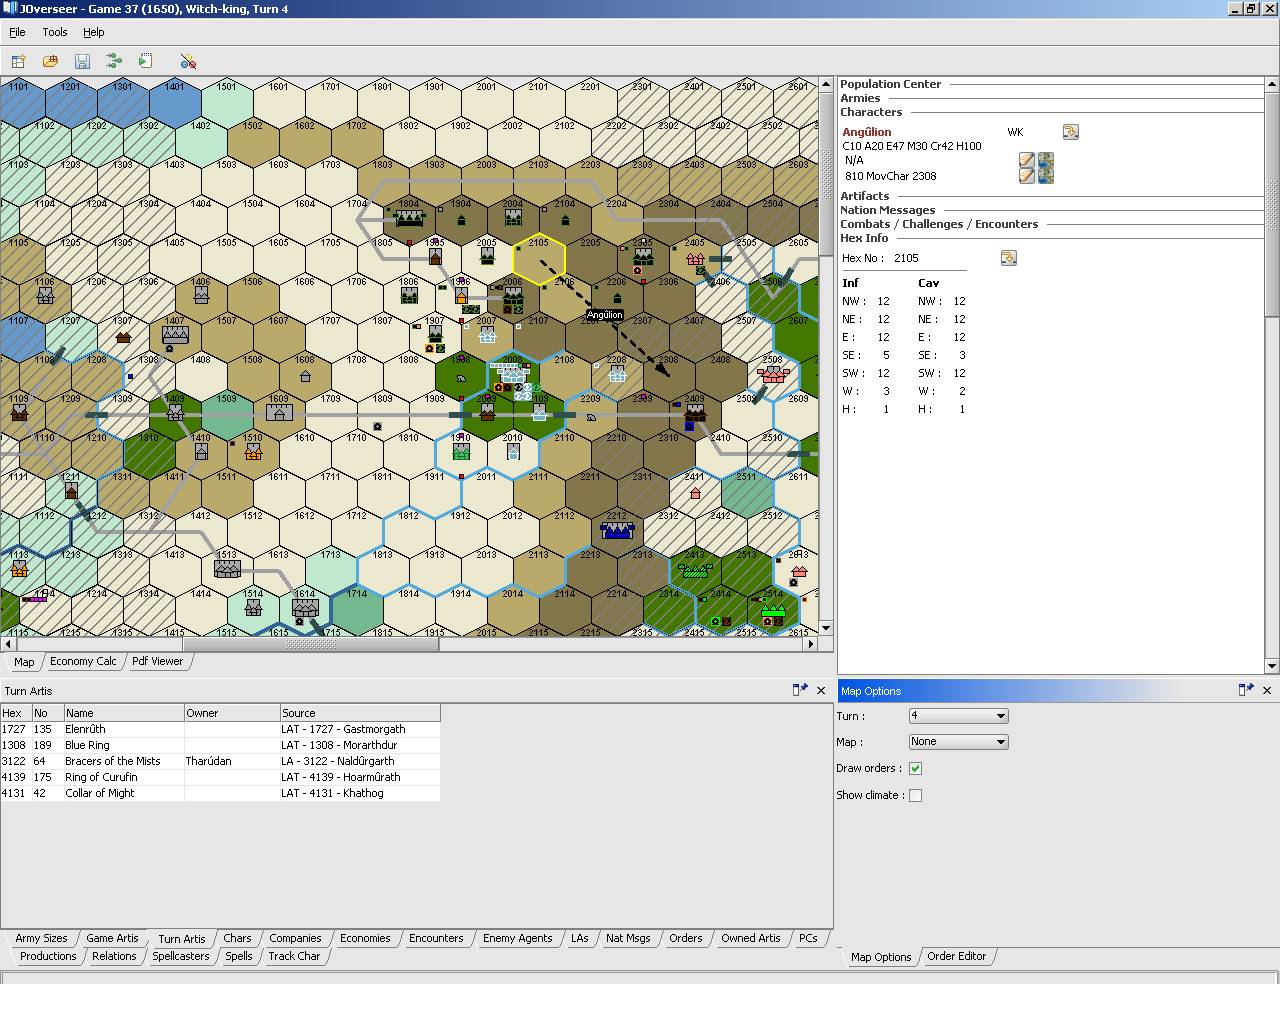 JOverseer - Game 37 (1650), Witch-king, Turn 4
File Tools Help
1101 1201 1301 1401 1501 1601 1701 1801 1901 2001 2101 2201 2301 2401 2501 2601
1102 1202 1302 1402 1502 1602 1702 1802 1902 2002 2102 2202 2302 2402 2502
1103 1203 1303 1403 1503 1603 1703 1803 1903 2003 2103 2203 2303 2403 2503 2603
1104 1204 1304 1404 1504 1604 1704 1804 1904 2004 2104 2204 2304 2404 2504
1105 1205 1305 1405 1505 1605 1705 1805 1905 2005 2105 2205 2305 2405 2505 2605
1106 1206 1306 1406 1506 1606 1706 1806 1906 2006 2106 2206 2306 2406 2506
Angûlion
1107 1207 1307 1407 1507 1607 1707 1807 1907 2007 2107 2207 2307 2407 2507 2607
1108 1208 1308 1408 1508 1608 1708 1808 1908 2008 2108 2208 2308 2408 2508
1109 1209 1309 1409 1509 1609 1709 1809 1909 2009 2109 2209 2309 2409 2509 2609
1110 1210 1310 1410 1510 1610 1710 1810 1910 2010 2110 2210 2310 2410 2510
1111 1211 1311 1411 1511 1611 1711 1811 1911 2011 2111 2211 2311 2411 2511 2611
1112 1212 1312 1412 1512 1612 1712 1812 1912 2012 2112 2212 2312 2412 2512
1113 1213 1313 1413 1513 1613 1713 1813 1913 2013 2113 2213 2313 2413 2513 2613
1114 1214 1314 1414 1514 1614 1714 1814 1914 2014 2114 2214 2314 2414 2514
1115 1215 1315 1415 1515 1615 1715 1815 1915 2015 2115 2215 2315 2415 2515 2615
Map Economy Calc Pdf Viewer
Population Center
Armies
Characters
Angûlion WK
C10 A20 E47 M30 Cr42 H100
N/A
810 MovChar 2308
Artifacts
Nation Messages
Combats / Challenges / Encounters
Hex Info
Hex No : 2105
Inf Cav
NW : 12 NW : 12
NE : 12 NE : 12
E : 12 E : 12
SE : 5 SE : 3
SW : 12 SW : 12
W : 3 W : 2
H : 1 H : 1
Turn Artis
Hex No Name Owner Source
1727 135 Elenrûth LAT - 1727 - Gastmorgath
1308 189 Blue Ring LAT - 1308 - Morarthdur
3122 64 Bracers of the Mists Tharúdan LA - 3122 - Naldûrgarth
4139 175 Ring of Curufin LAT - 4139 - Hoarmûrath
4131 42 Collar of Might LAT - 4131 - Khathog
Army Sizes Game Artis Turn Artis Chars Companies Economies Encounters Enemy Agents LAs Nat Msgs Orders Owned Artis PCs
Productions Relations Spellcasters Spells Track Char
Map Options
Turn : 4
Map : None
Draw orders :
Show climate :
Map Options Order Editor